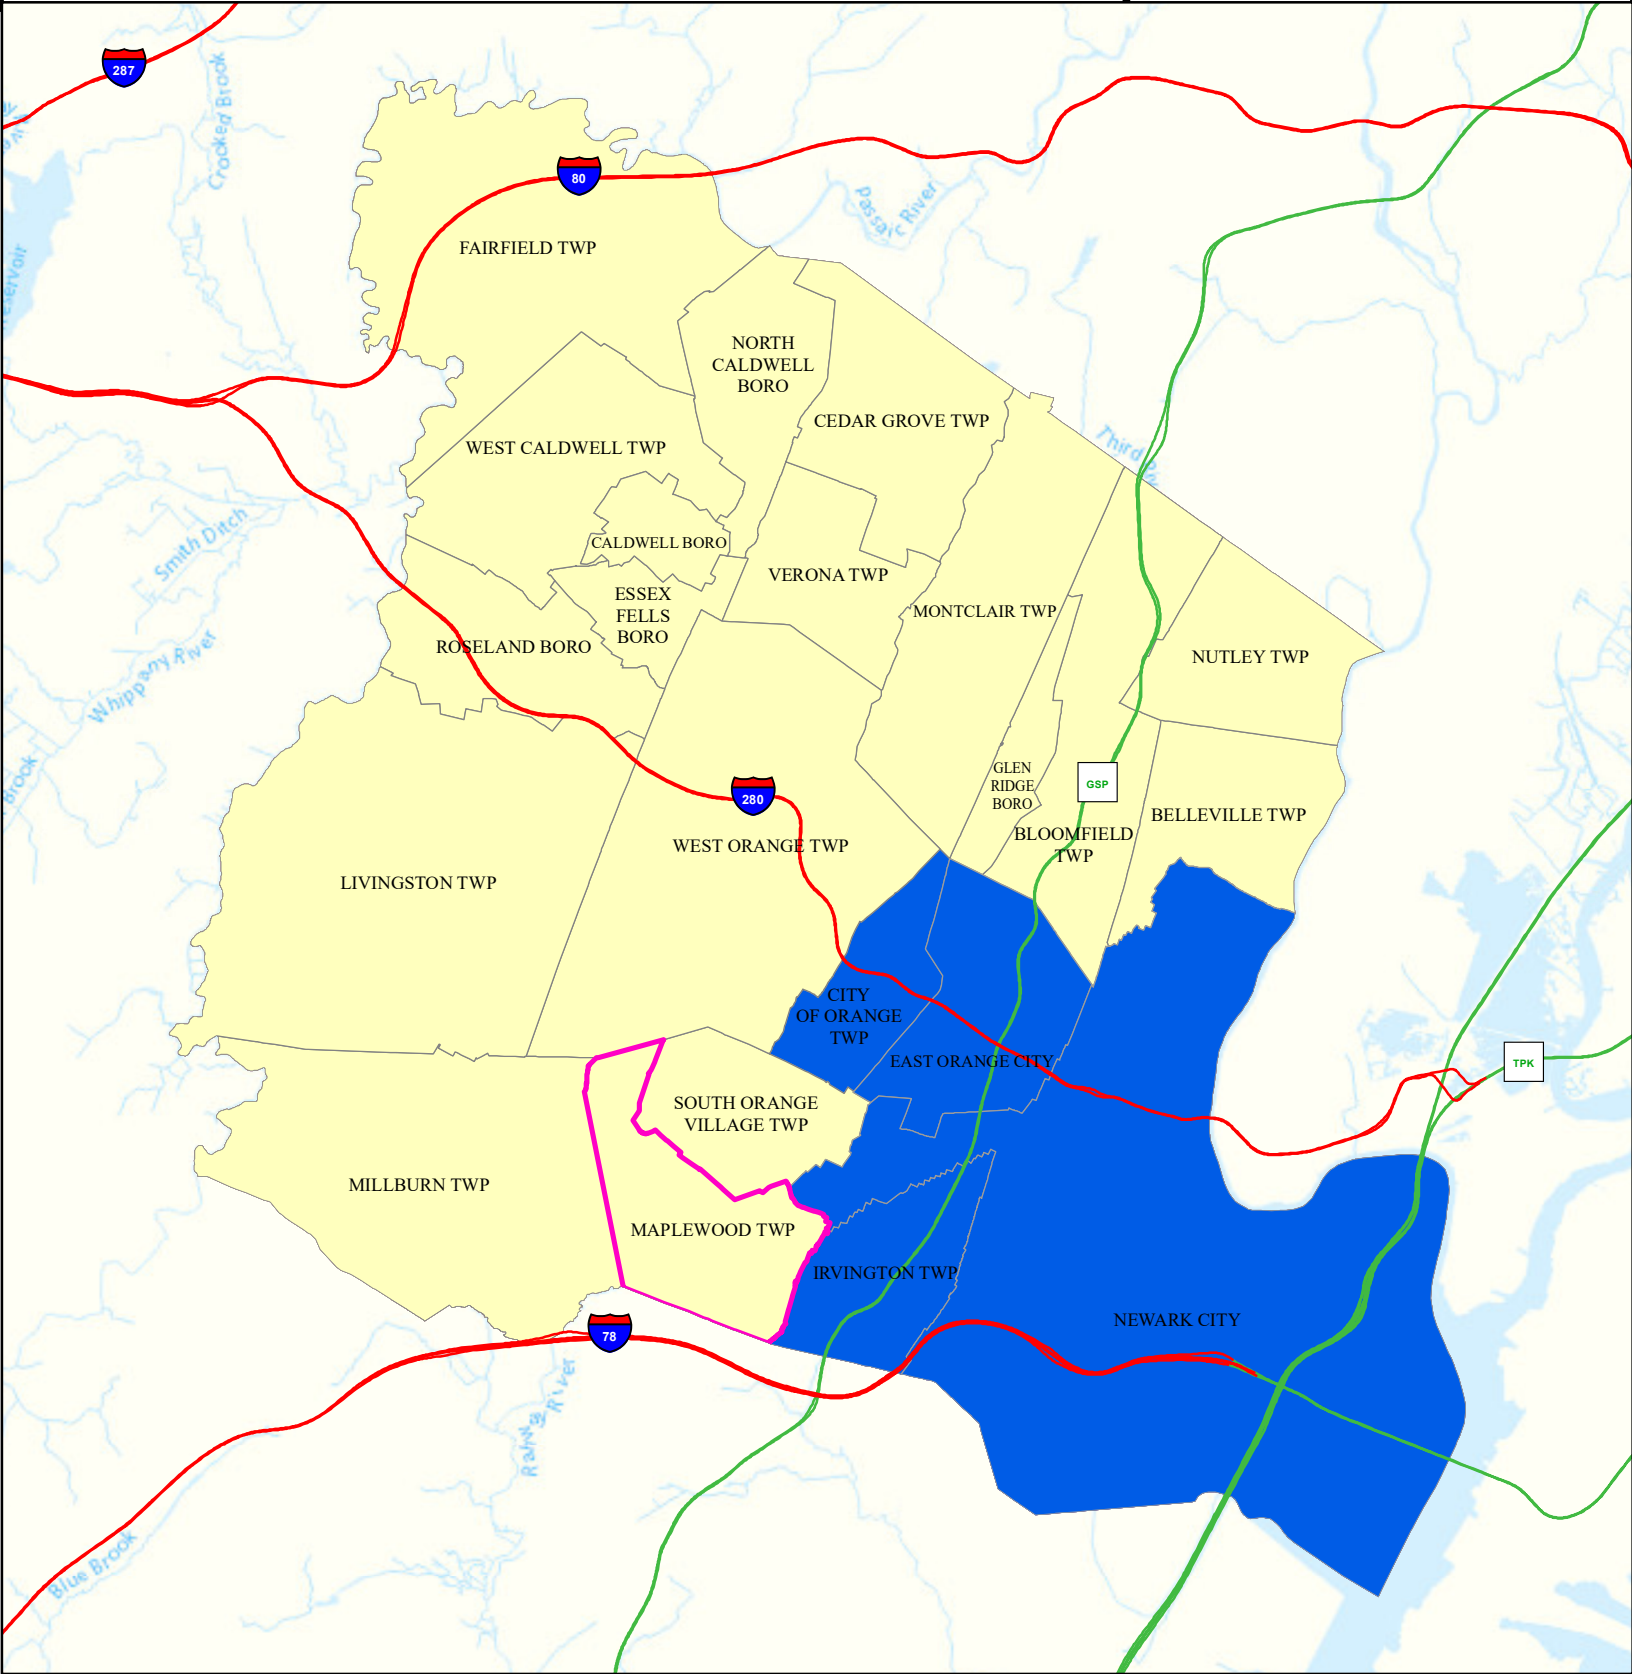 287
Crooked Brook
80
Passaic River
FAIRFIELD TWP
NORTH
CALDWELL
BORO
CEDAR GROVE TWP
WEST CALDWELL TWP
Third Riv
Smith Ditch
CALDWELL BORO
VERONA TWP
ESSEX
FELLS
BORO
MONTCLAIR TWP
ROSELAND BORO
NUTLEY TWP
Whippany River
Brook
GLEN
RIDGE
BORO
GSP
280
BELLEVILLE TWP
BLOOMFIELD
TWP
WEST ORANGE TWP
LIVINGSTON TWP
CITY
OF ORANGE
TWP
EAST ORANGE CITY
TPK
SOUTH ORANGE
VILLAGE TWP
MILLBURN TWP
MAPLEWOOD TWP
IRVINGTON TWP
NEWARK CITY
78
River
Blue Brook